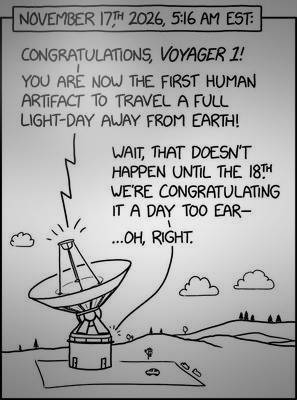 NOVEMBER 17TH 2026, 5:16 AM EST:
CONGRATULATIONS, VOYAGER 1!
YOU ARE NOW THE FIRST HUMAN
ARTIFACT TO TRAVEL A FULL
LIGHT-DAY AWAY FROM EARTH!
WAIT, THAT DOESN'T
HAPPEN UNTIL THE 18TH
WE'RE CONGRATULATING
IT A DAY TOO EAR—
...OH, RIGHT.